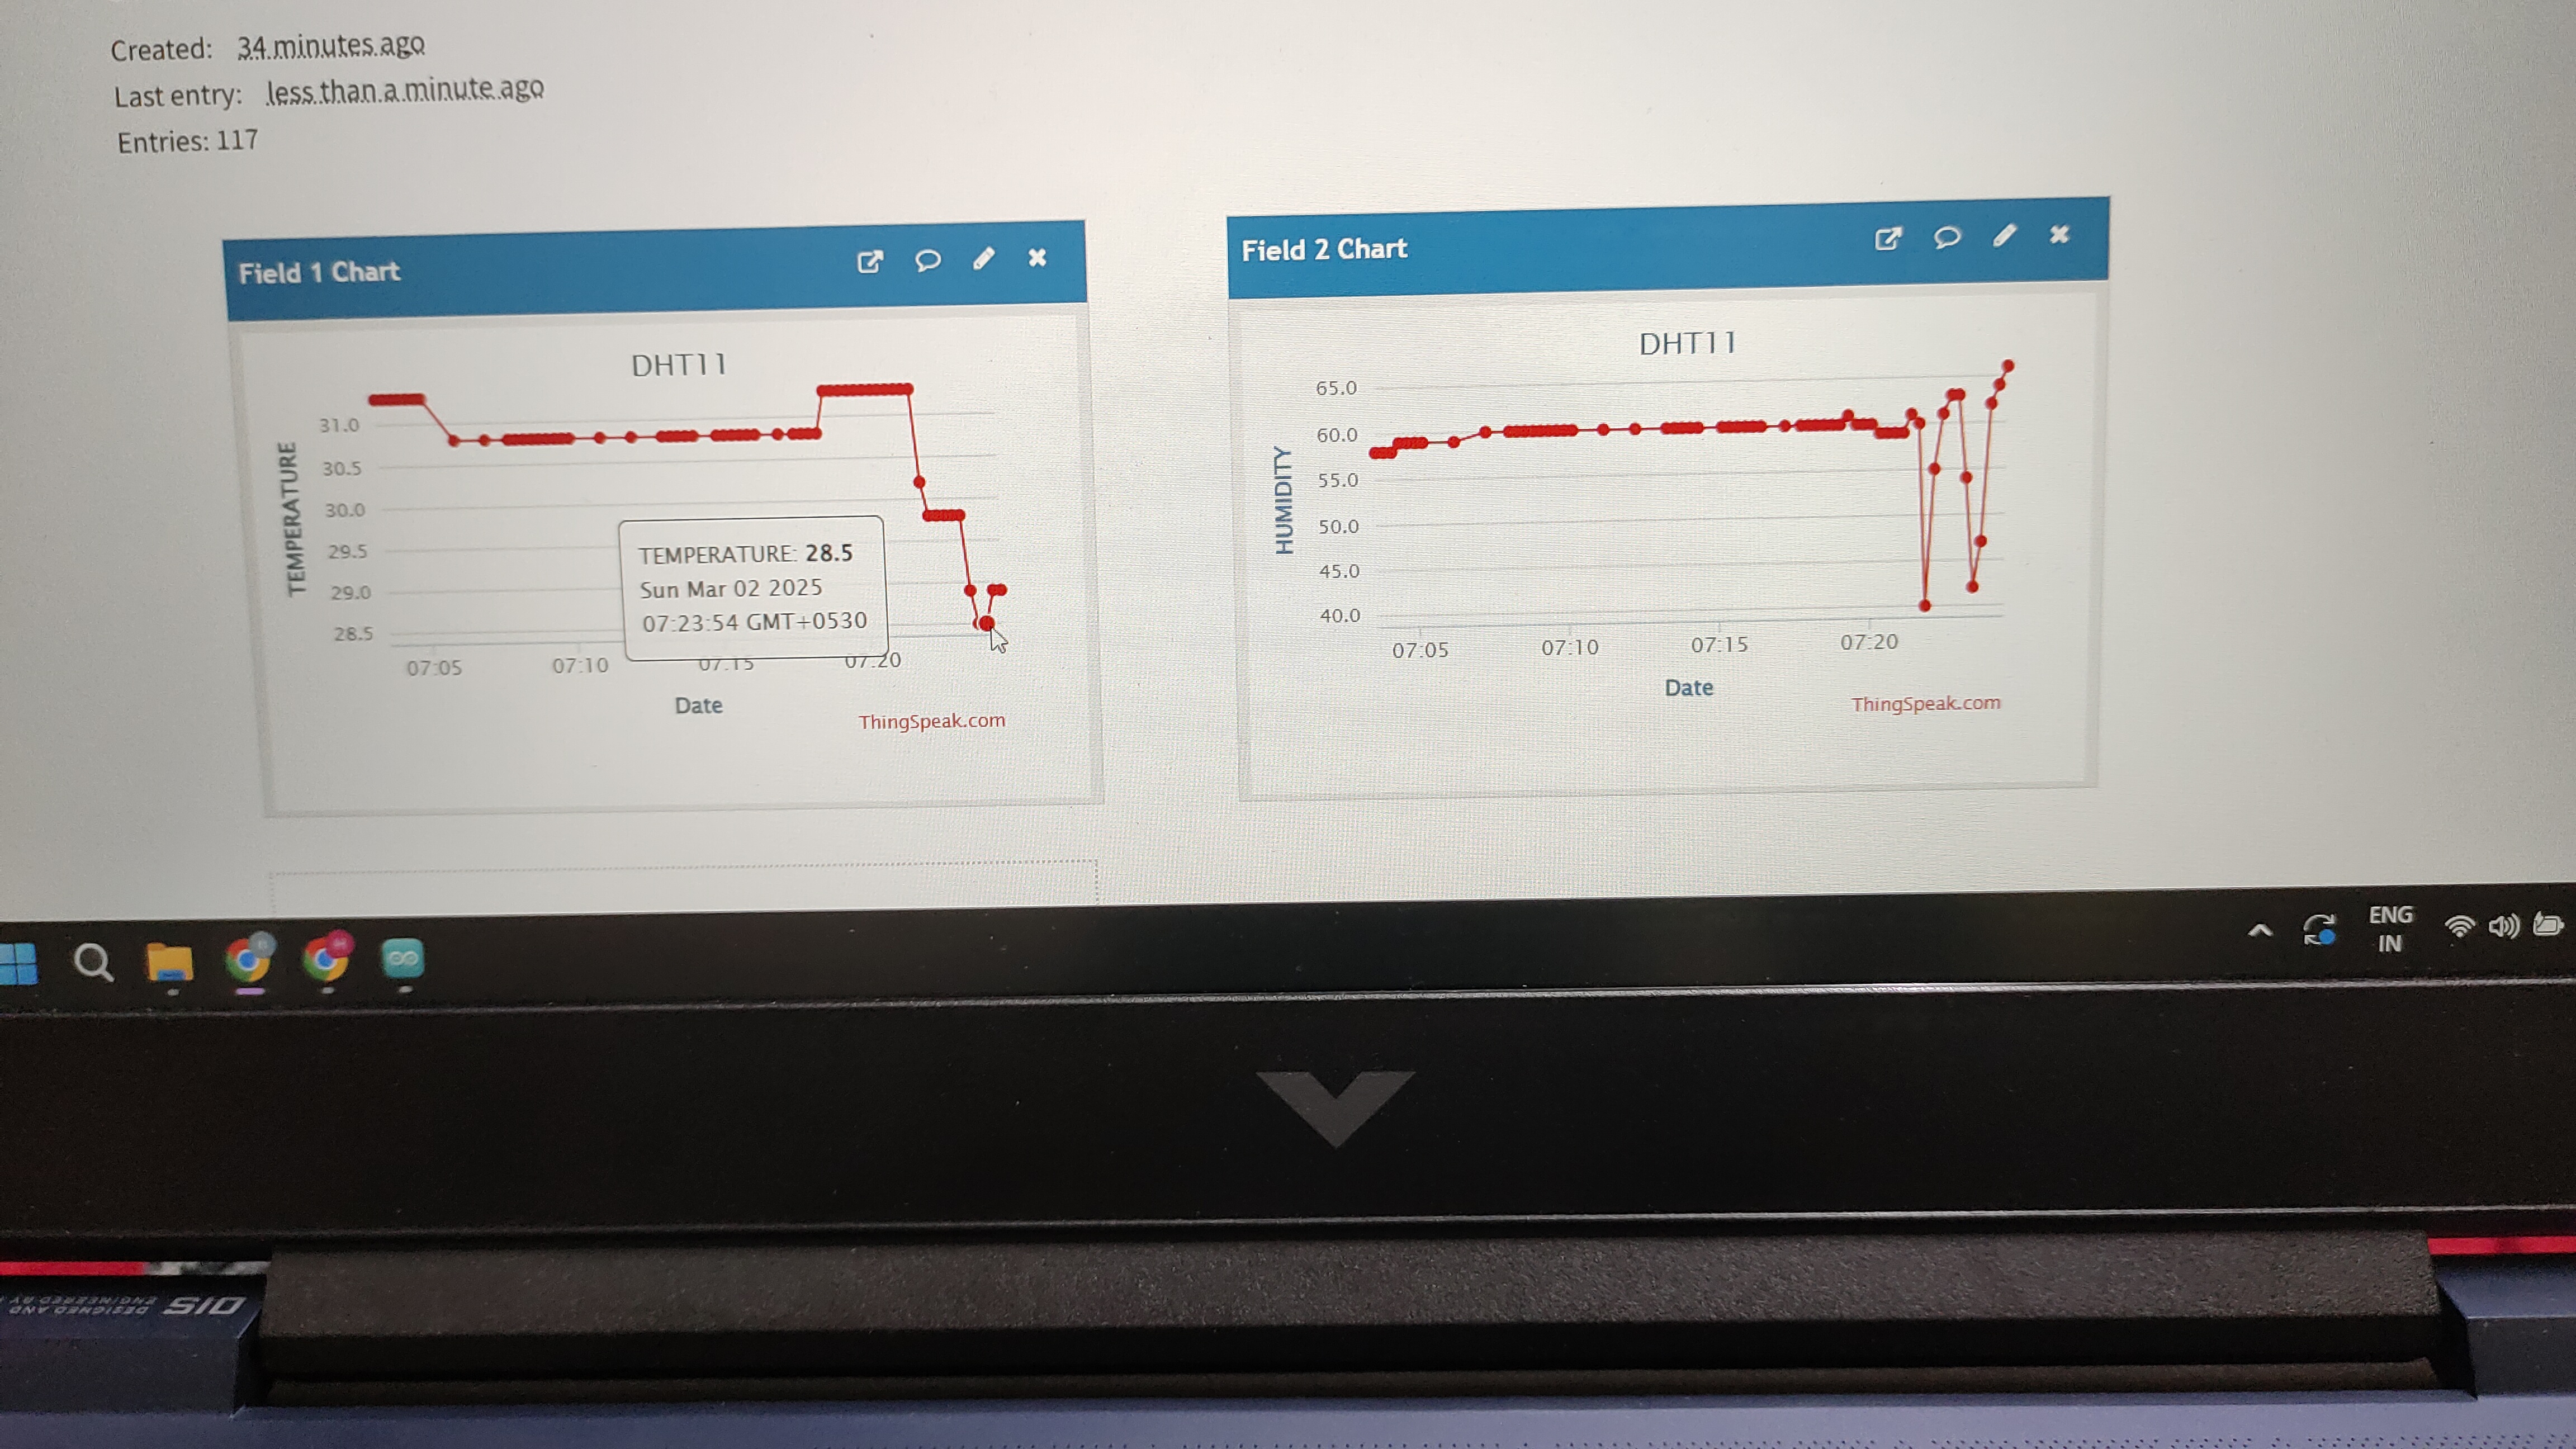 Created: 34 minutes ago
Last entry: less than a minute ago
Entries: 117
Field 1 Chart
DHT11
TEMPERATURE
31.0
30.5
30.0
29.5
29.0
28.5
TEMPERATURE: 28.5
Sun Mar 02 2025
07:23:54 GMT+0530
07:05
07:10
07:15
07:20
Date
ThingSpeak.com
Field 2 Chart
DHT11
HUMIDITY
65.0
60.0
55.0
50.0
45.0
40.0
07:05
07:10
07:15
07:20
Date
ThingSpeak.com
ENG
IN
DESIGNED AND
ENGINEERED BY